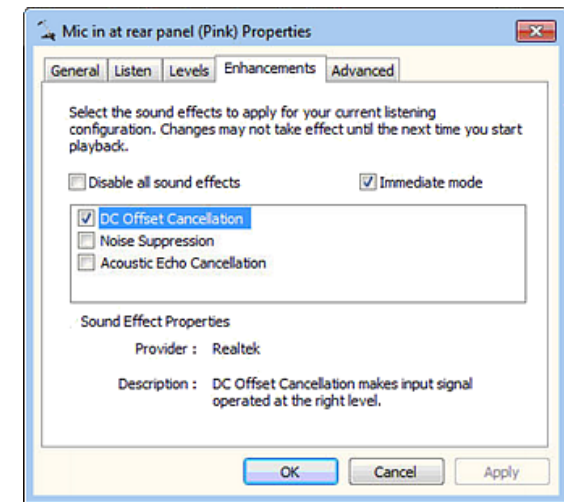 Mic in at rear panel (Pink) Properties
General Listen Levels Enhancements Advanced
Select the sound effects to apply for your current listening
configuration. Changes may not take effect until the next time you start
playback.
Disable all sound effects Immediate mode
DC Offset Cancellation
Noise Suppression
Acoustic Echo Cancellation
Sound Effect Properties
Provider : Realtek
Description : DC Offset Cancellation makes input signal
operated at the right level.
OK Cancel Apply